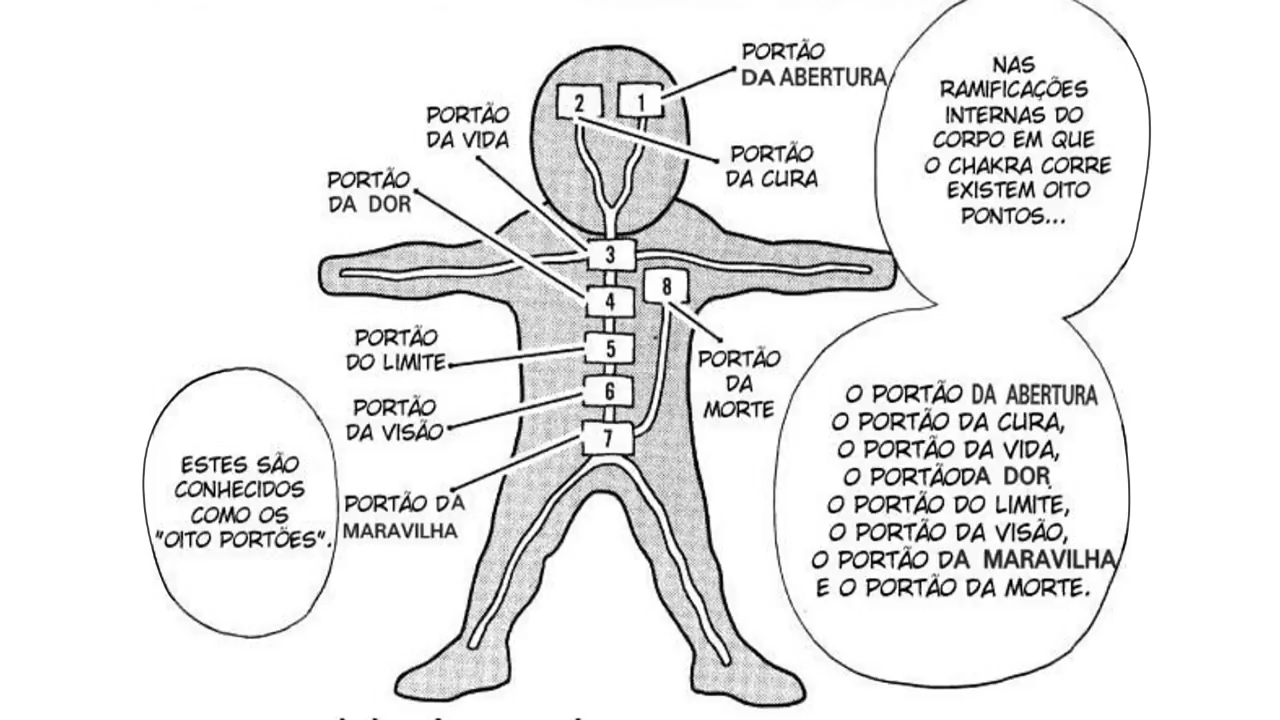 NAS
RAMIFICAÇÕES
INTERNAS DO
CORPO EM QUE
O CHAKRA CORRE
EXISTEM OITO
PONTOS...
PORTÃO
DA ABERTURA
2
1
PORTÃO
DA VIDA
PORTÃO
DA CURA
PORTÃO
DA DOR
3
8
4
PORTÃO
DO LIMITE
5
PORTÃO
DA
MORTE
PORTÃO
DA VISÃO
6
7
PORTÃO DA
MARAVILHA
O PORTÃO DA ABERTURA
O PORTÃO DA CURA,
O PORTÃO DA VIDA,
O PORTÃODA DOR,
O PORTÃO DO LIMITE,
O PORTÃO DA VISÃO,
O PORTÃO DA MARAVILHA
E O PORTÃO DA MORTE.
ESTES SÃO
CONHECIDOS
COMO OS
"OITO PORTÕES".